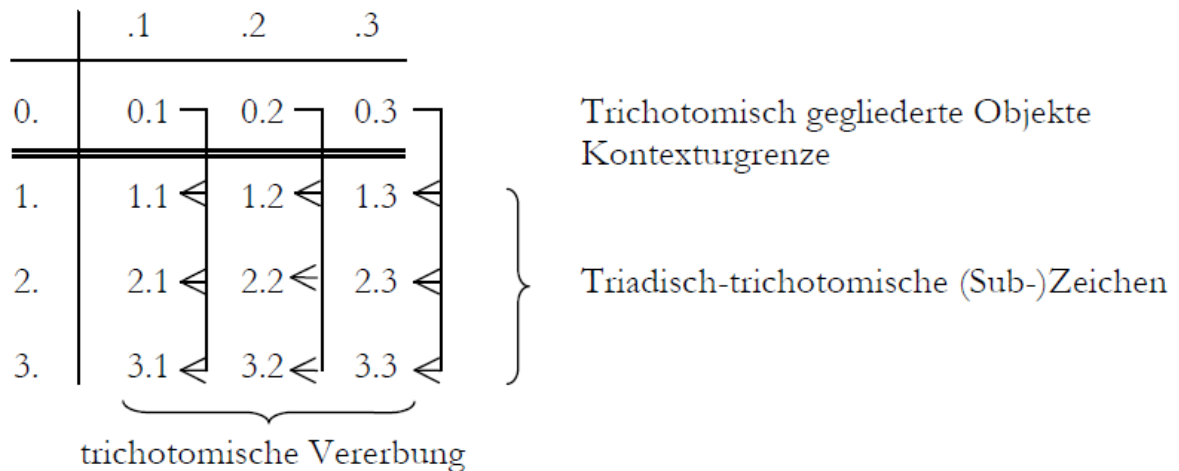 .1 .2 .3
0. 0.1 0.2 0.3 Trichotomisch gegliederte Objekte
Kontexturgrenze
1. 1.1 1.2 1.3
2. 2.1 2.2 2.3 Triadisch-trichotomische (Sub-)Zeichen
3. 3.1 3.2 3.3
trichotomische Vererbung